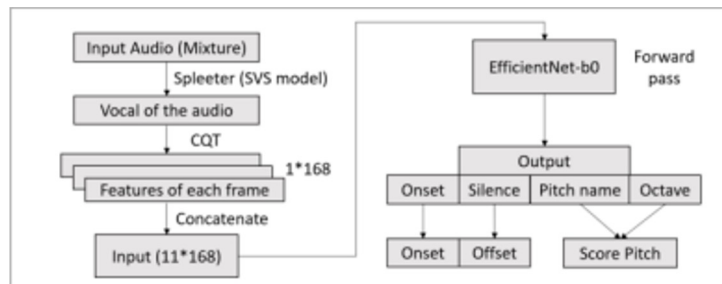 Input Audio (Mixture)
Spleeter (SVS model)
Vocal of the audio
CQT
1*168
Features of each frame
Concatenate
Input (11*168)
EfficientNet-b0
Forward
pass
Output
Onset Silence Pitch name Octave
Onset Offset Score Pitch